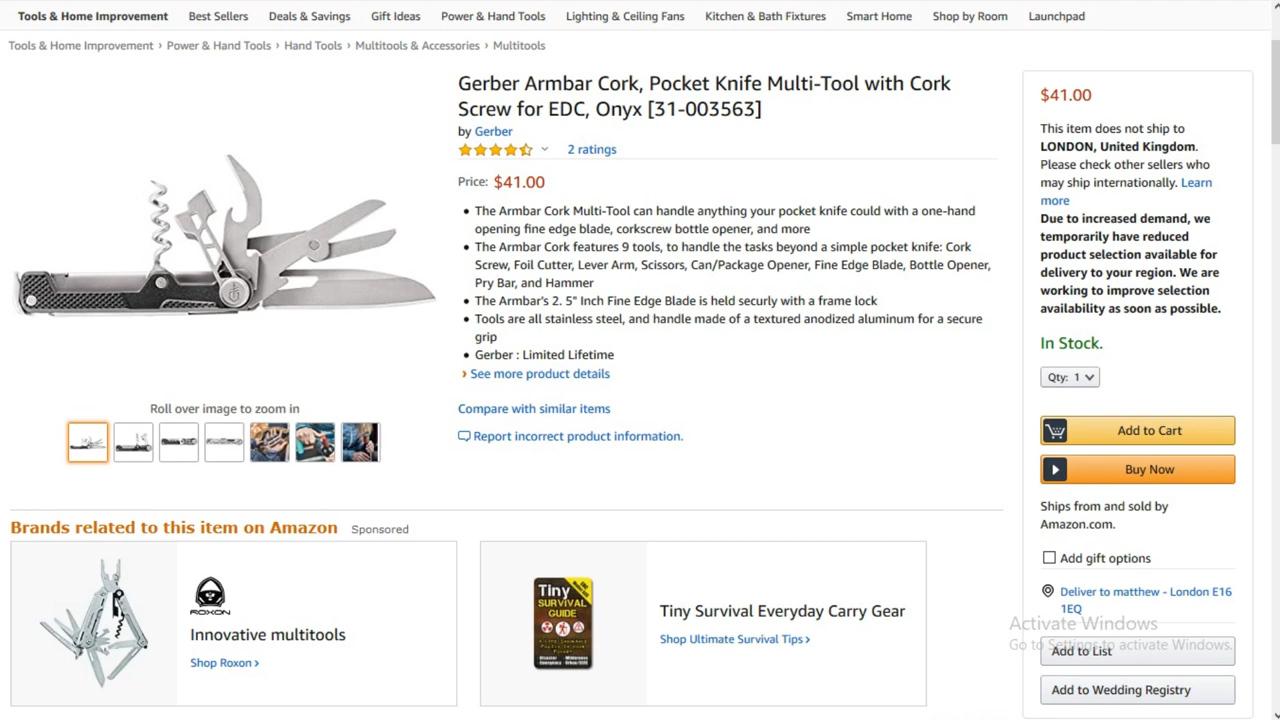 Tools & Home Improvement Best Sellers Deals & Savings Gift Ideas Power & Hand Tools Lighting & Ceiling Fans Kitchen & Bath Fixtures Smart Home Shop by Room Launchpad
Tools & Home Improvement › Power & Hand Tools › Hand Tools › Multitools & Accessories › Multitools
Gerber Armbar Cork, Pocket Knife Multi-Tool with Cork
Screw for EDC, Onyx [31-003563]
by Gerber
2 ratings
Price: $41.00
• The Armbar Cork Multi-Tool can handle anything your pocket knife could with a one-hand
opening fine edge blade, corkscrew bottle opener, and more
• The Armbar Cork features 9 tools, to handle the tasks beyond a simple pocket knife: Cork
Screw, Foil Cutter, Lever Arm, Scissors, Can/Package Opener, Fine Edge Blade, Bottle Opener,
Pry Bar, and Hammer
• The Armbar's 2. 5" Inch Fine Edge Blade is held securly with a frame lock
• Tools are all stainless steel, and handle made of a textured anodized aluminum for a secure
grip
• Gerber : Limited Lifetime
› See more product details
Compare with similar items
Report incorrect product information.
Roll over image to zoom in
$41.00
This item does not ship to
LONDON, United Kingdom.
Please check other sellers who
may ship internationally. Learn
more
Due to increased demand, we
temporarily have reduced
product selection available for
delivery to your region. We are
working to improve selection
availability as soon as possible.
In Stock.
Qty: 1
Add to Cart
Buy Now
Ships from and sold by
Amazon.com.
Add gift options
Deliver to matthew - London E16
1EQ
Activate Windows
Go to Settings to activate Windows.
Add to List
Add to Wedding Registry
Brands related to this item on Amazon Sponsored
ROXON
Innovative multitools
Shop Roxon ›
Tiny
SURVIVAL
GUIDE
Tiny Survival Everyday Carry Gear
Shop Ultimate Survival Tips ›